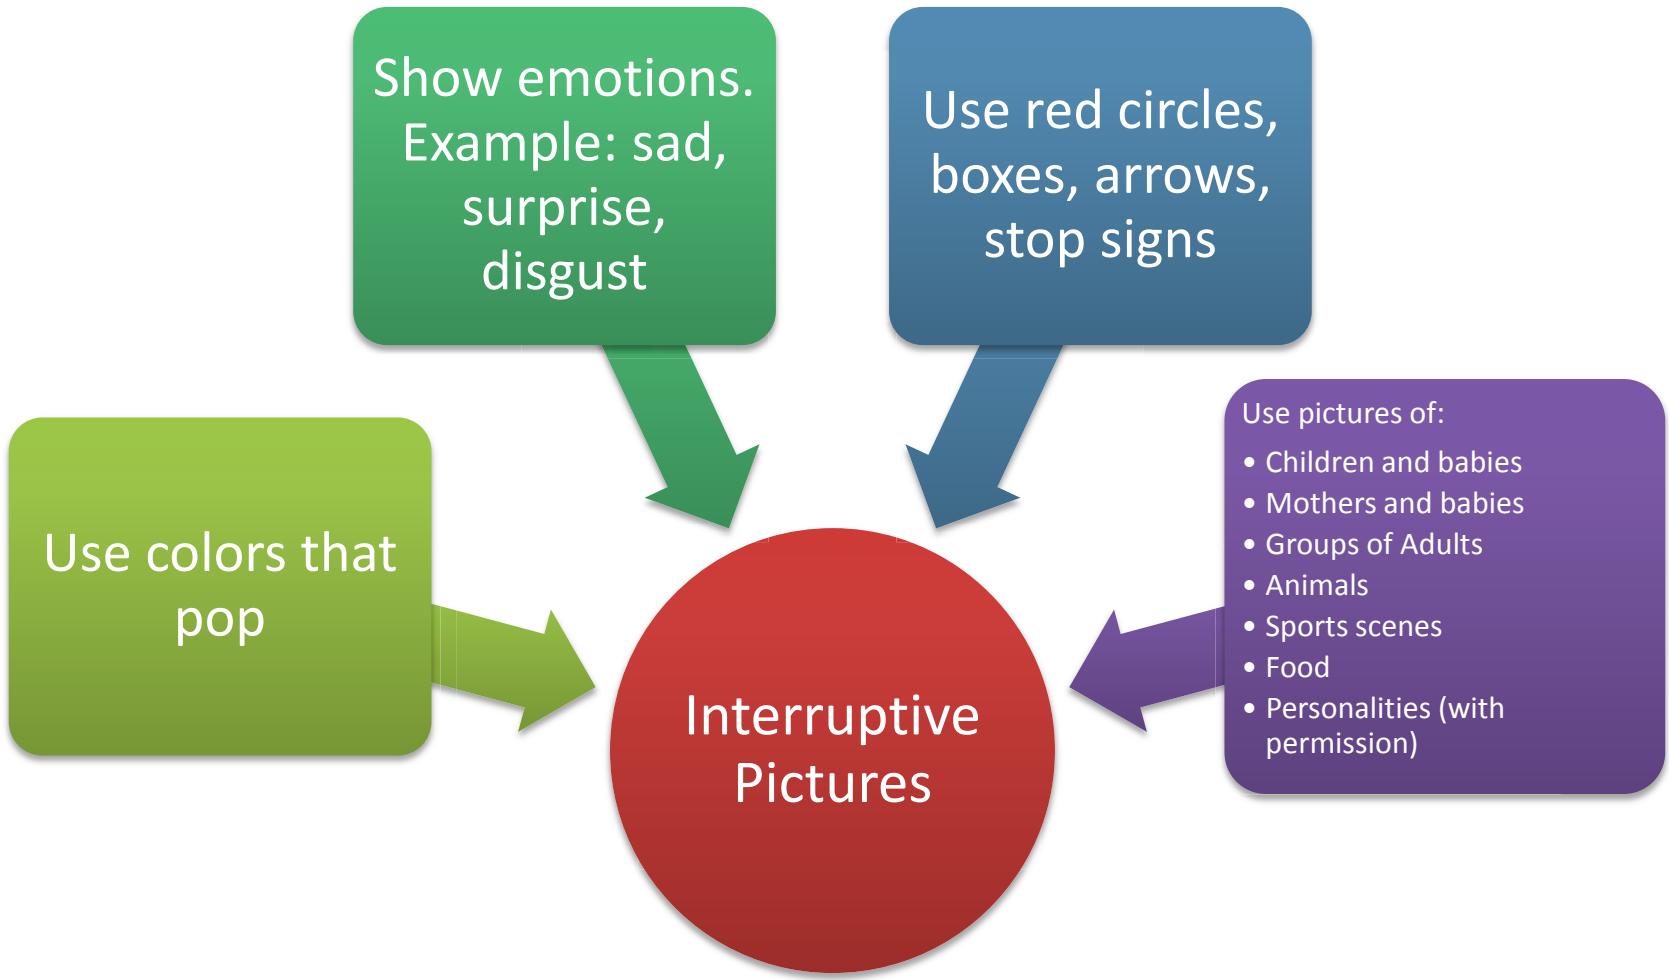 Show emotions.
Example: sad,
surprise,
disgust
Use red circles,
boxes, arrows,
stop signs
Use colors that
pop
Use pictures of:
• Children and babies
• Mothers and babies
• Groups of Adults
• Animals
• Sports scenes
• Food
• Personalities (with
permission)
Interruptive
Pictures